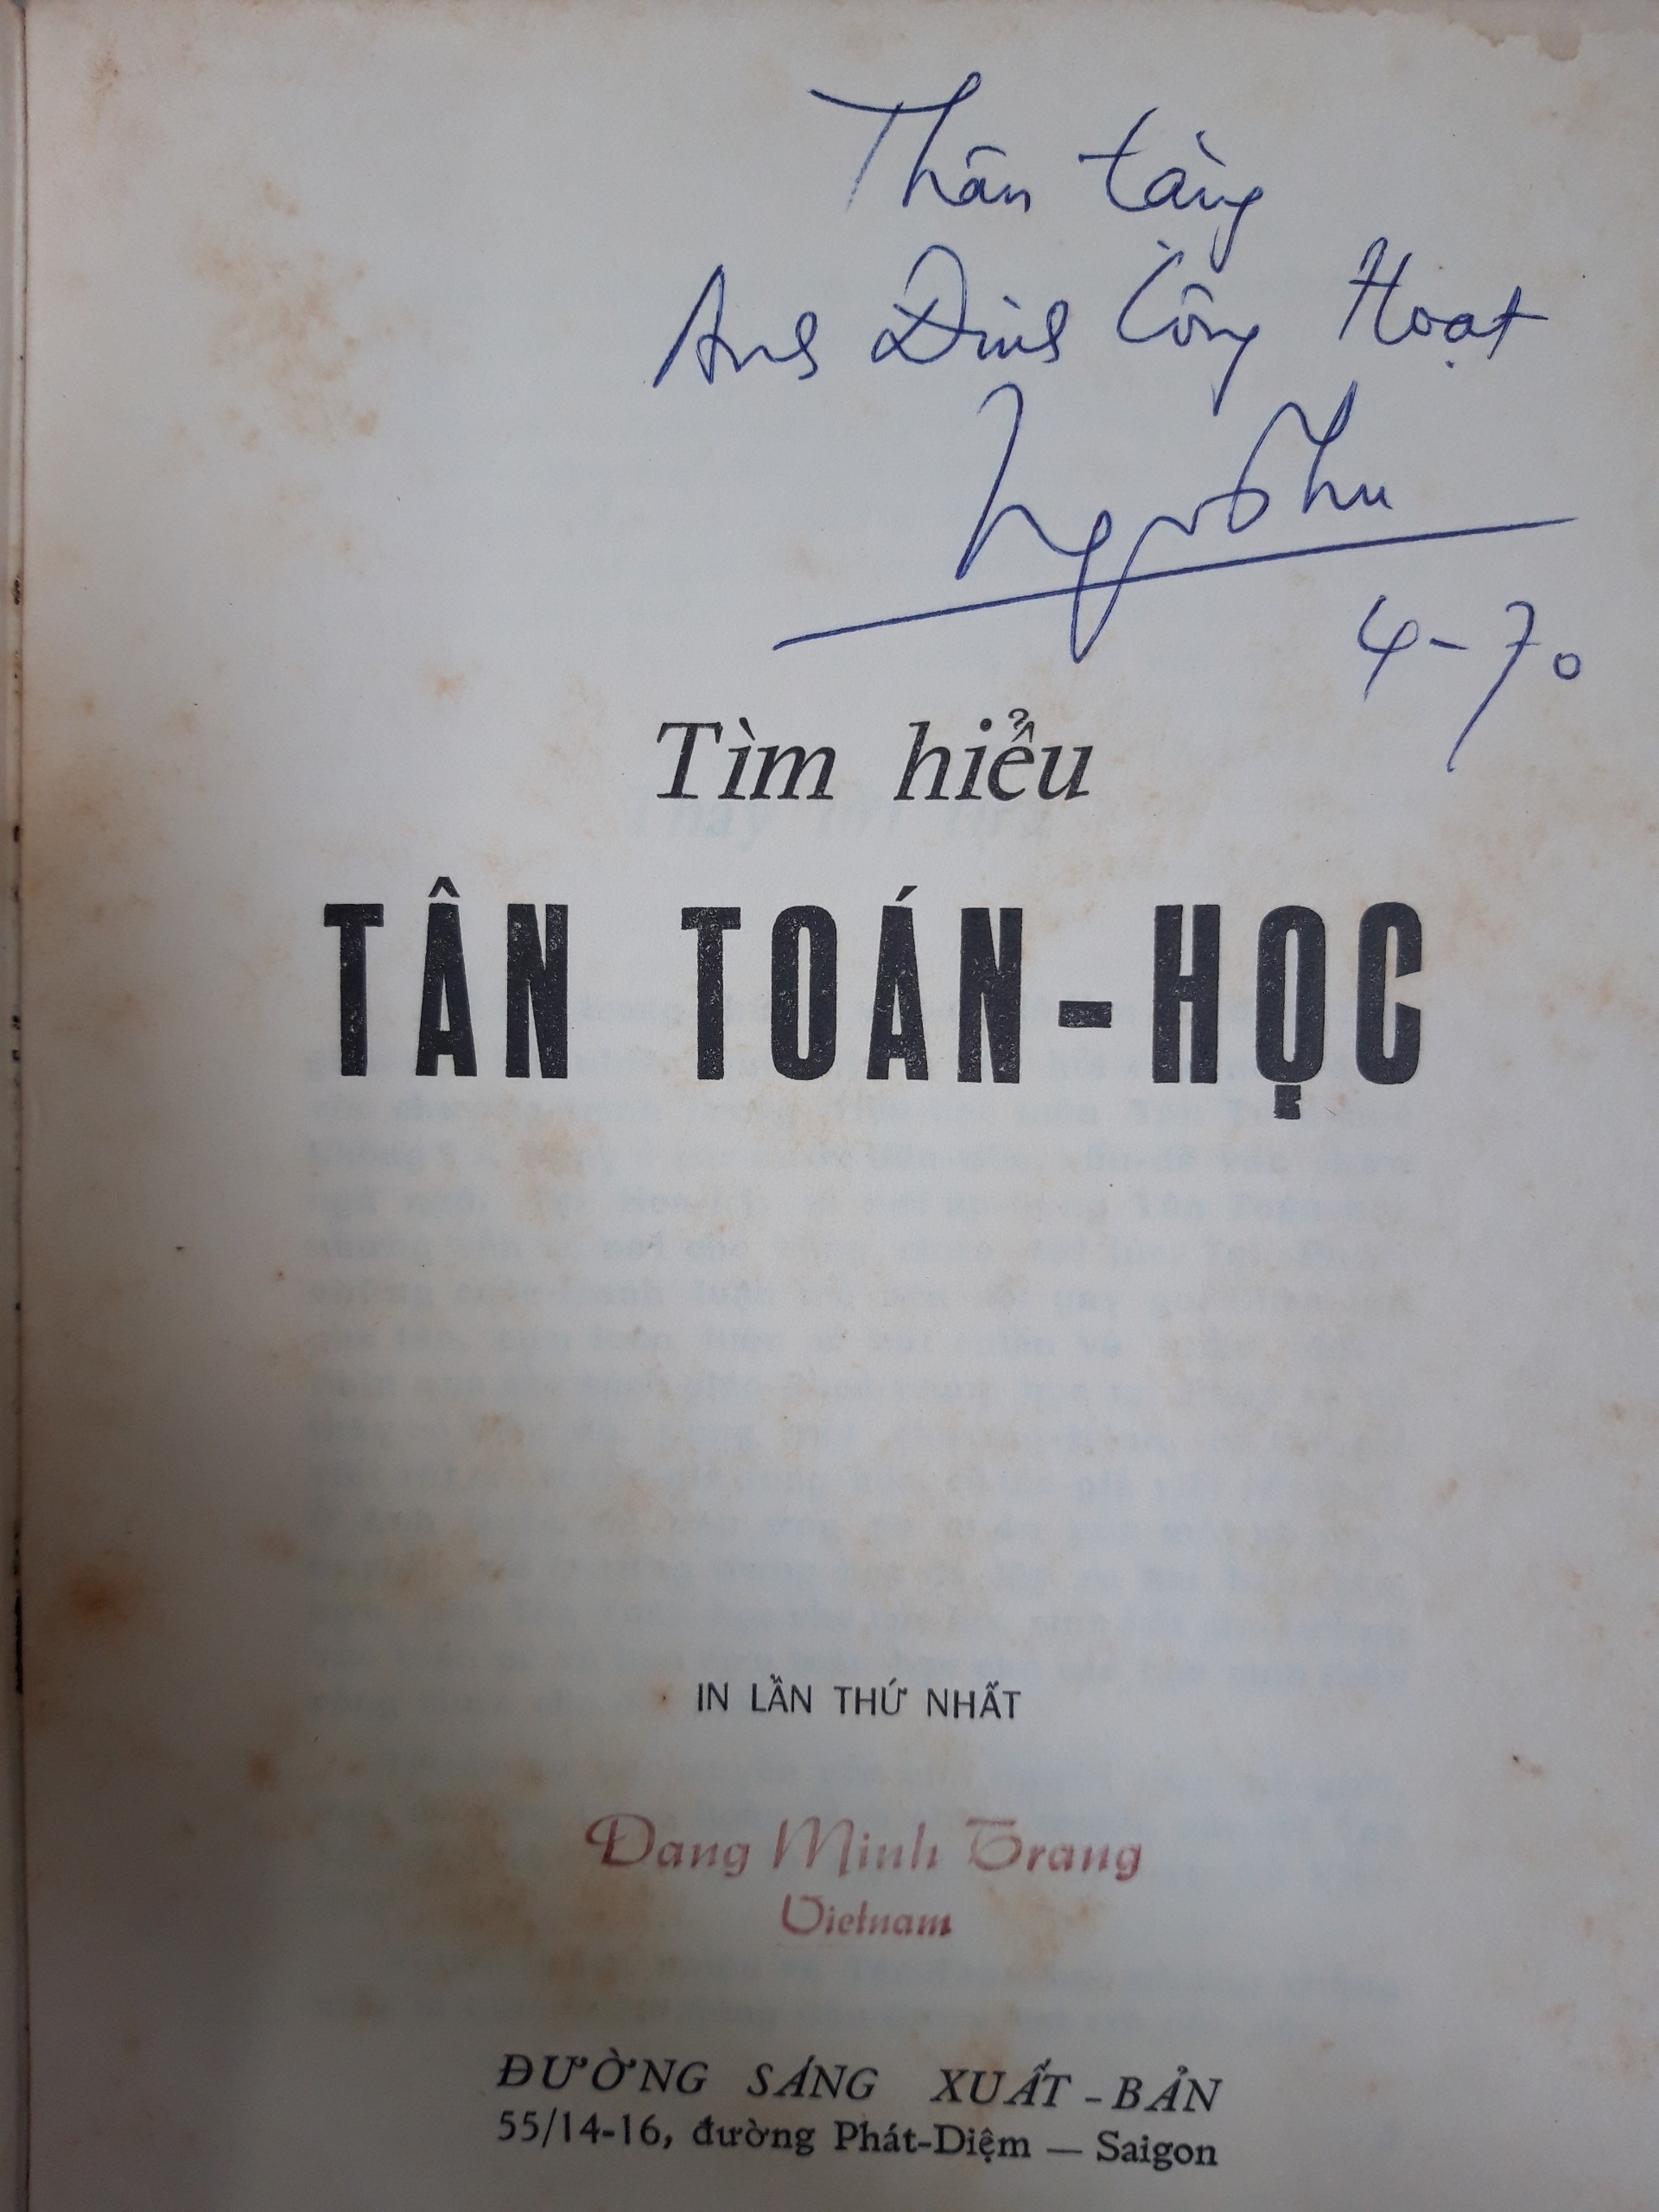 Thân tặng
Anh Đình Công Hoạt
4-70
Tìm hiểu
TÂN TOÁN-HỌC
IN LẦN THỨ NHẤT
Dang Minh Trang
Vietnam
ĐƯỜNG SÁNG XUẤT-BẢN
55/14-16, đường Phát-Diệm — Saigon